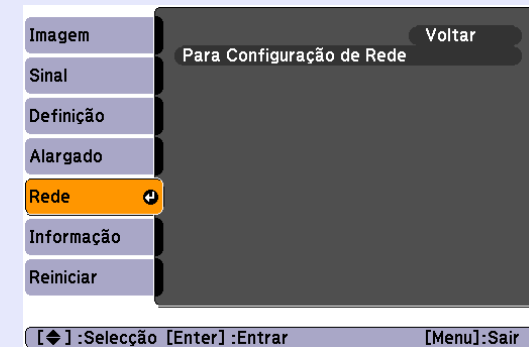 Imagem
Sinal
Definição
Alargado
Rede
Informação
Reiniciar
Voltar
Para Configuração de Rede
[◆] :Selecção [Enter] :Entrar [Menu]:Sair